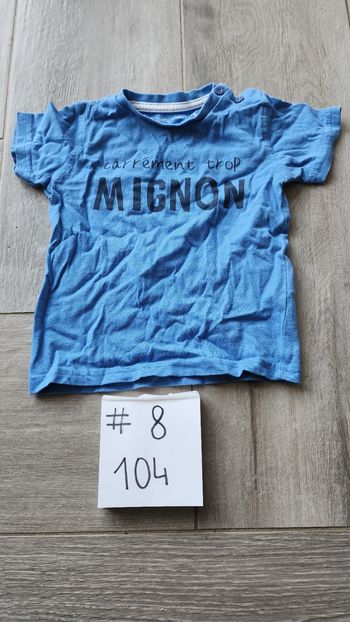 carrément trop
MIGNON
# 8
104